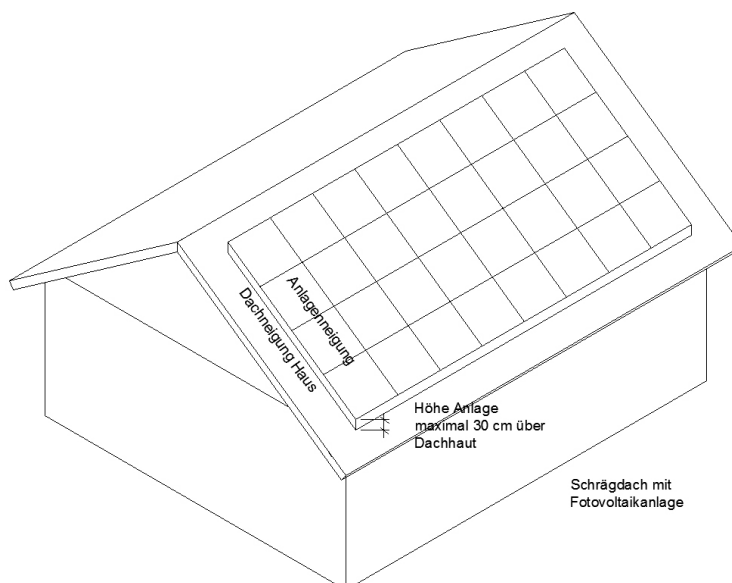 Anlagenneigung
Dachneigung Haus
Höhe Anlage
maximal 30 cm über
Dachhaut
Schrägdach mit
Fotovoltaikanlage